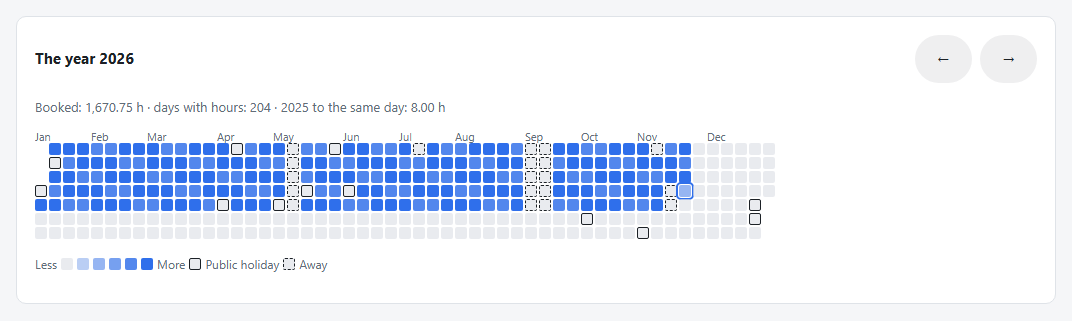 The year 2026
← →
Booked: 1,670.75 h · days with hours: 204 · 2025 to the same day: 8.00 h
Jan Feb Mar Apr May Jun Jul Aug Sep Oct Nov Dec
Less More Public holiday Away